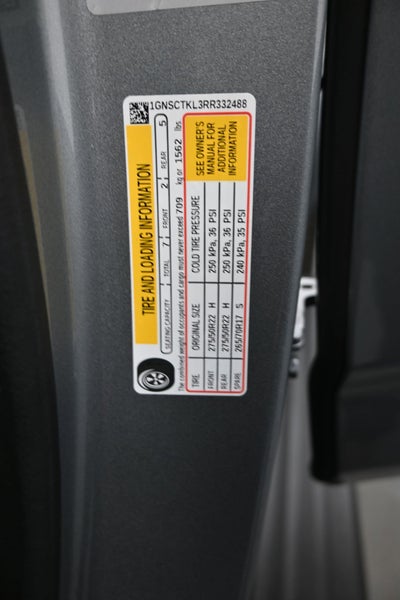 1GNSCTKL3RR332488
TIRE AND LOADING INFORMATION
SEATING CAPACITY TOTAL 7 FRONT 2 REAR 5
The combined weight of occupants and cargo must never exceed 709 kg or 1562 lbs.
TIRE ORIGINAL SIZE COLD TIRE PRESSURE
FRONT 275/50R22 H 250 kPa, 36 PSI
REAR 275/50R22 H 250 kPa, 36 PSI
SPARE 265/70R17 S 240 kPa, 35 PSI
SEE OWNER'S
MANUAL FOR
ADDITIONAL
INFORMATION